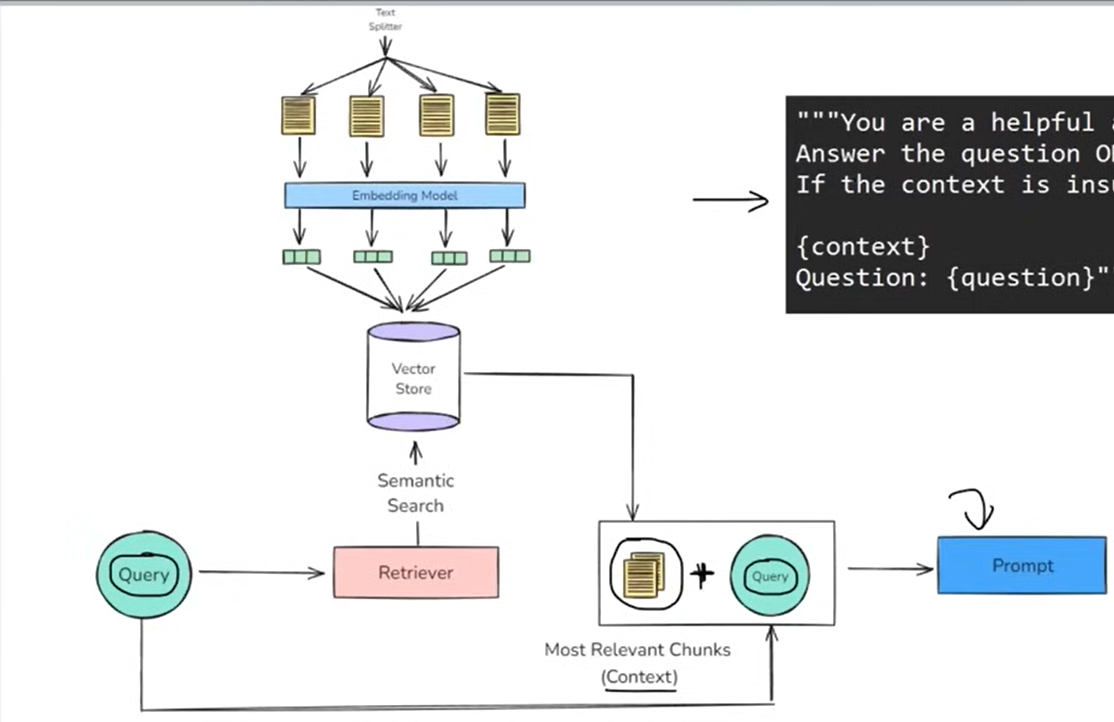 Text
Splitter
Embedding Model
Vector
Store
Semantic
Search
Query
Retriever
Query
Most Relevant Chunks
(Context)
Prompt
"""You are a helpful a
Answer the question O
If the context is ins
{context}
Question: {question}"